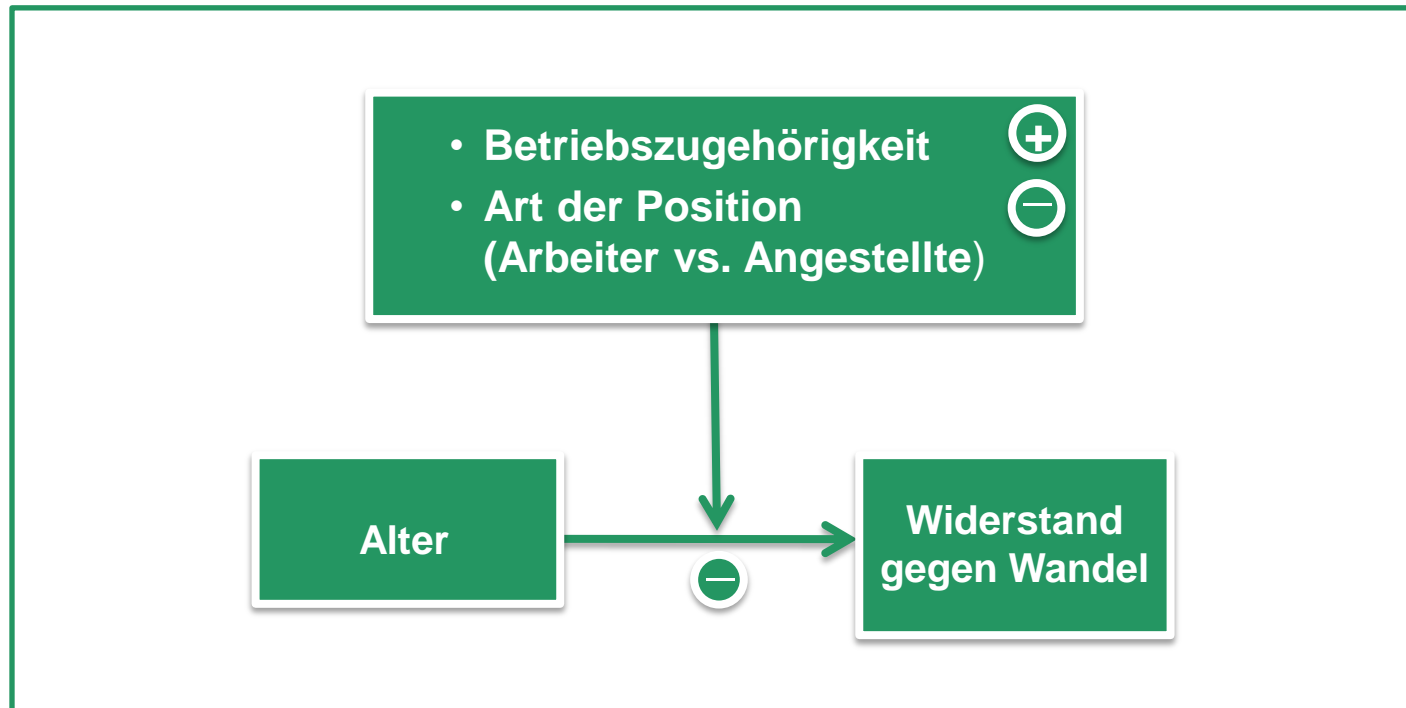 • Betriebszugehörigkeit
+
• Art der Position
—
(Arbeiter vs. Angestellte)
Alter
Widerstand
gegen Wandel
—